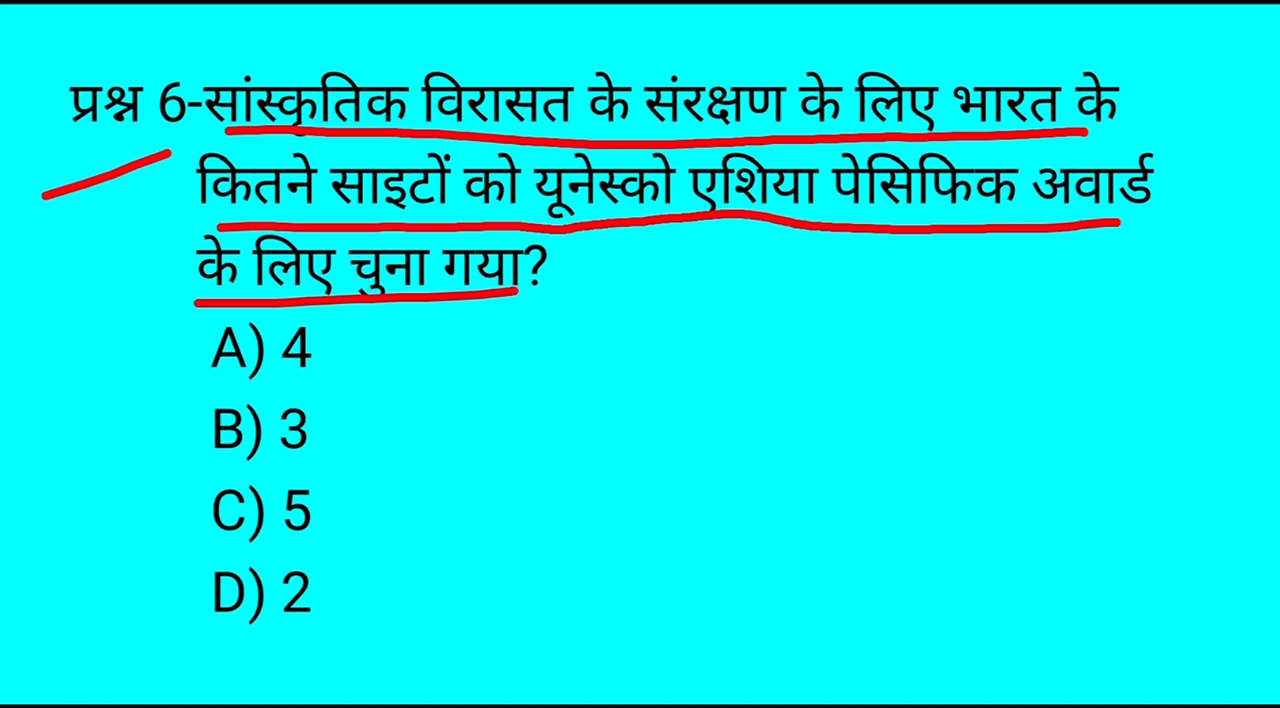 प्रश्न 6-सांस्कृतिक विरासत के संरक्षण के लिए भारत के
कितने साइटों को यूनेस्को एशिया पेसिफिक अवार्ड
के लिए चुना गया?
A) 4
B) 3
C) 5
D) 2